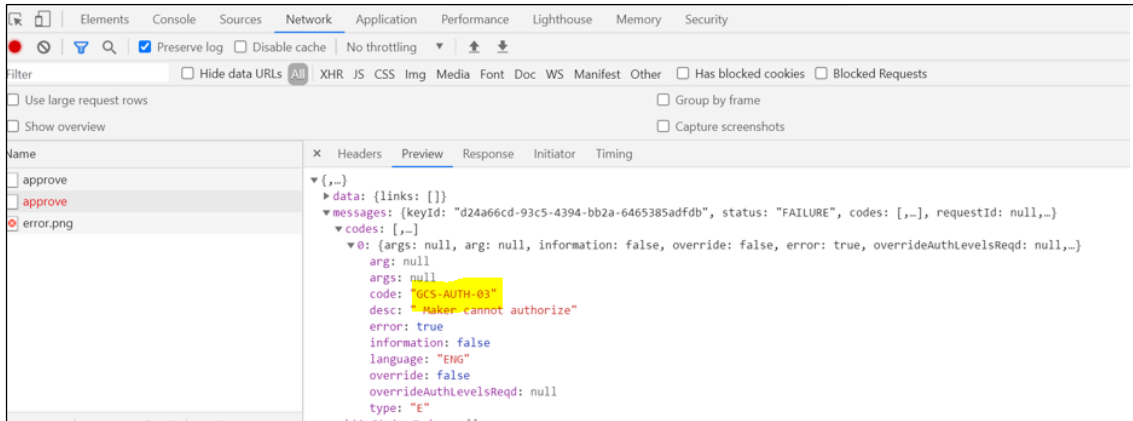 Elements Console Sources Network Application Performance Lighthouse Memory Security
Preserve log Disable cache No throttling
Filter Hide data URLs All XHR JS CSS Img Media Font Doc WS Manifest Other Has blocked cookies Blocked Requests
Use large request rows Group by frame
Show overview Capture screenshots
Name × Headers Preview Response Initiator Timing
approve
approve
error.png
▼{,…}
▶data: {links: []}
▼messages: {keyId: "d24a66cd-93c5-4394-bb2a-6465385adfdb", status: "FAILURE", codes: [,…], requestId: null,…}
▼codes: [,…]
▼0: {args: null, arg: null, information: false, override: false, error: true, overrideAuthLevelsReqd: null,…}
arg: null
args: null
code: "GCS-AUTH-03"
desc: " Maker cannot authorize"
error: true
information: false
language: "ENG"
override: false
overrideAuthLevelsReqd: null
type: "E"